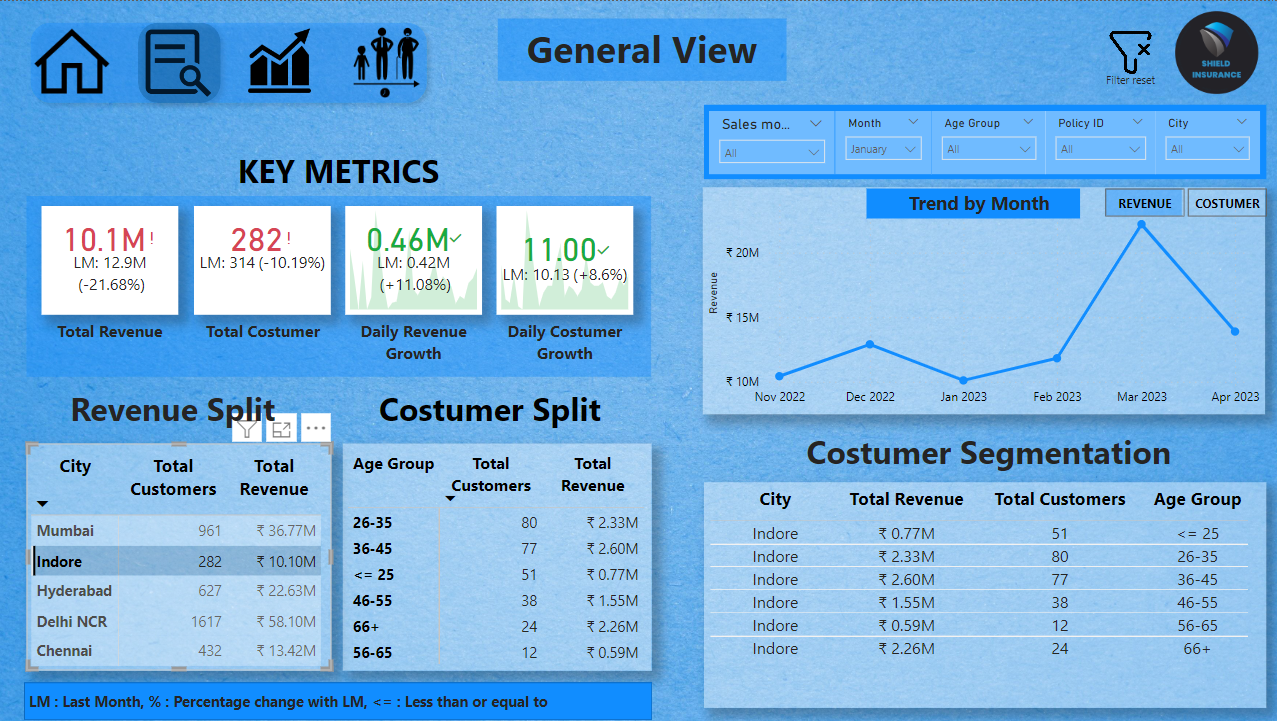 General View
Filter reset
SHIELD
INSURANCE
Sales mo...
All
Month
January
Age Group
All
Policy ID
All
City
All
KEY METRICS
10.1M!
LM: 12.9M
(-21.68%)
Total Revenue
282!
LM: 314 (-10.19%)
Total Costumer
0.46M
LM: 0.42M
(+11.08%)
Daily Revenue
Growth
11.00
LM: 10.13 (+8.6%)
Daily Costumer
Growth
Trend by Month
REVENUE
COSTUMER
Revenue
₹ 20M
₹ 15M
₹ 10M
Nov 2022 Dec 2022 Jan 2023 Feb 2023 Mar 2023 Apr 2023
Revenue Split
City Total Customers Total Revenue
Mumbai 961 ₹ 36.77M
Indore 282 ₹ 10.10M
Hyderabad 627 ₹ 22.63M
Delhi NCR 1617 ₹ 58.10M
Chennai 432 ₹ 13.42M
Costumer Split
Age Group Total Customers Total Revenue
26-35 80 ₹ 2.33M
36-45 77 ₹ 2.60M
<= 25 51 ₹ 0.77M
46-55 38 ₹ 1.55M
66+ 24 ₹ 2.26M
56-65 12 ₹ 0.59M
Costumer Segmentation
City Total Revenue Total Customers Age Group
Indore ₹ 0.77M 51 <= 25
Indore ₹ 2.33M 80 26-35
Indore ₹ 2.60M 77 36-45
Indore ₹ 1.55M 38 46-55
Indore ₹ 0.59M 12 56-65
Indore ₹ 2.26M 24 66+
LM : Last Month, % : Percentage change with LM, <= : Less than or equal to